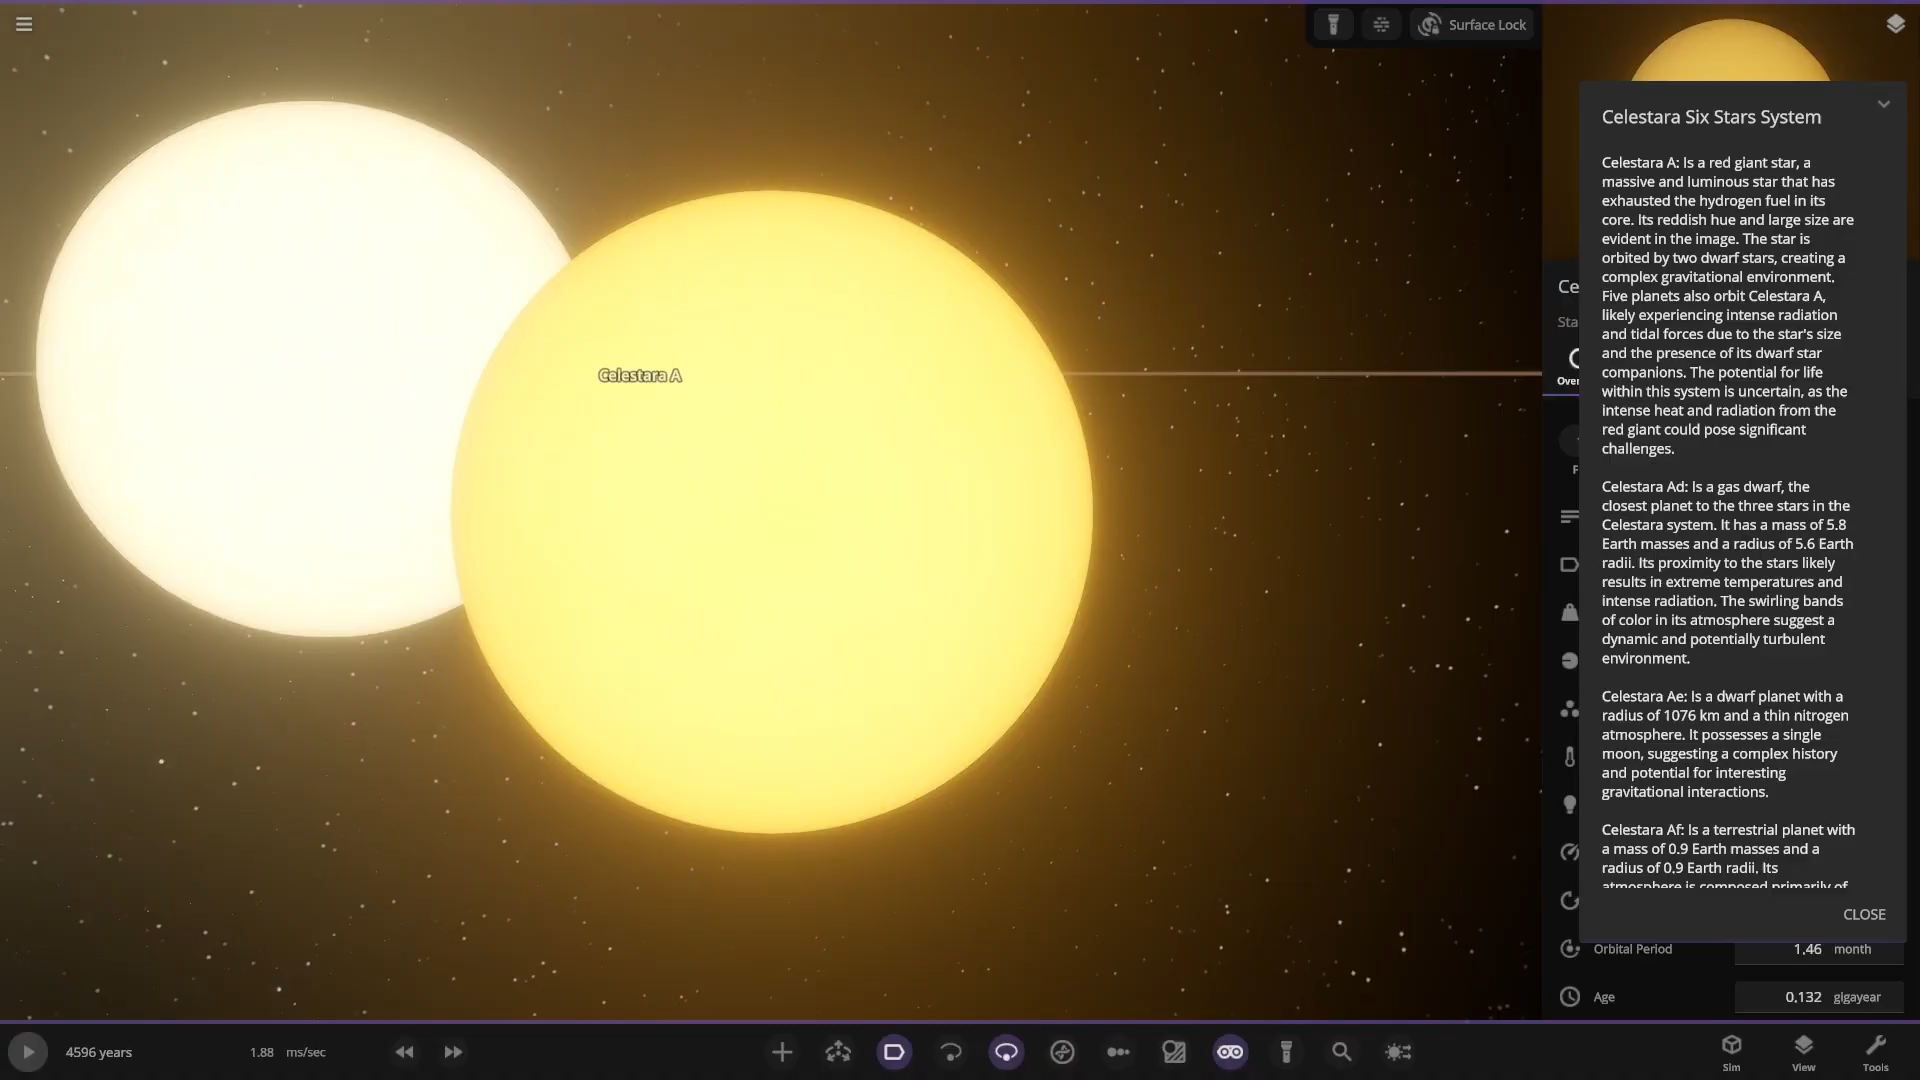 Surface Lock
Celestara Six Stars System
Celestara A: Is a red giant star, a
massive and luminous star that has
exhausted the hydrogen fuel in its
core. Its reddish hue and large size are
evident in the image. The star is
orbited by two dwarf stars, creating a
complex gravitational environment.
Five planets also orbit Celestara A,
likely experiencing intense radiation
and tidal forces due to the star's size
and the presence of its dwarf star
companions. The potential for life
within this system is uncertain, as the
intense heat and radiation from the
red giant could pose significant
challenges.
Celestara Ad: Is a gas dwarf, the
closest planet to the three stars in the
Celestara system. It has a mass of 5.8
Earth masses and a radius of 5.6 Earth
radii. Its proximity to the stars likely
results in extreme temperatures and
intense radiation. The swirling bands
of color in its atmosphere suggest a
dynamic and potentially turbulent
environment.
Celestara Ae: Is a dwarf planet with a
radius of 1076 km and a thin nitrogen
atmosphere. It possesses a single
moon, suggesting a complex history
and potential for interesting
gravitational interactions.
Celestara Af: Is a terrestrial planet with
a mass of 0.9 Earth masses and a
radius of 0.9 Earth radii. Its
atmosphere is composed primarily of
CLOSE
Celestara A
Ce
Sta
Over
Orbital Period 1.46 month
Age 0.132 gigayear
4596 years 1.88 ms/sec
Sim View Tools